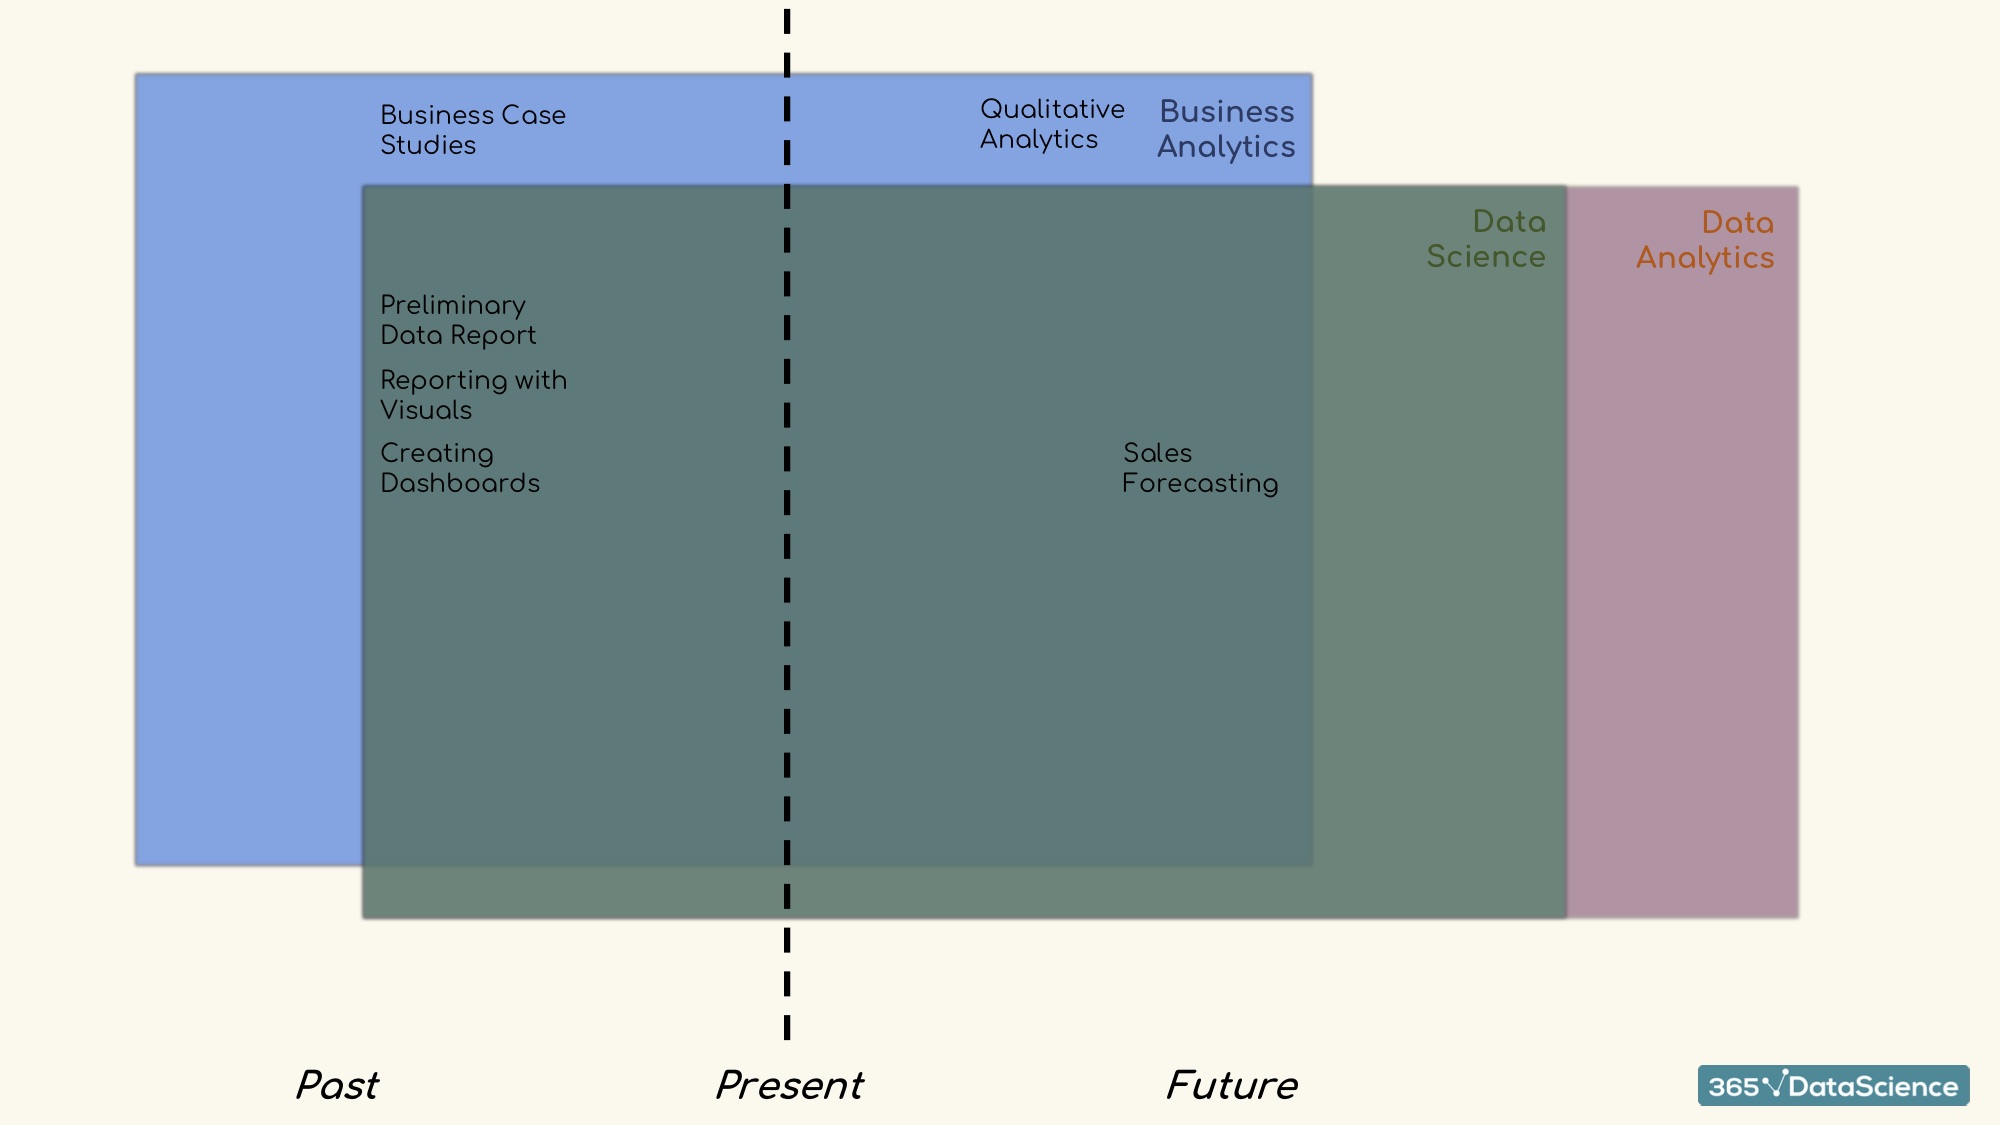 Business Case
Studies
Qualitative
Analytics
Business
Analytics
Data
Science
Data
Analytics
Preliminary
Data Report
Reporting with
Visuals
Creating
Dashboards
Sales
Forecasting
Past
Present
Future
365 DataScience